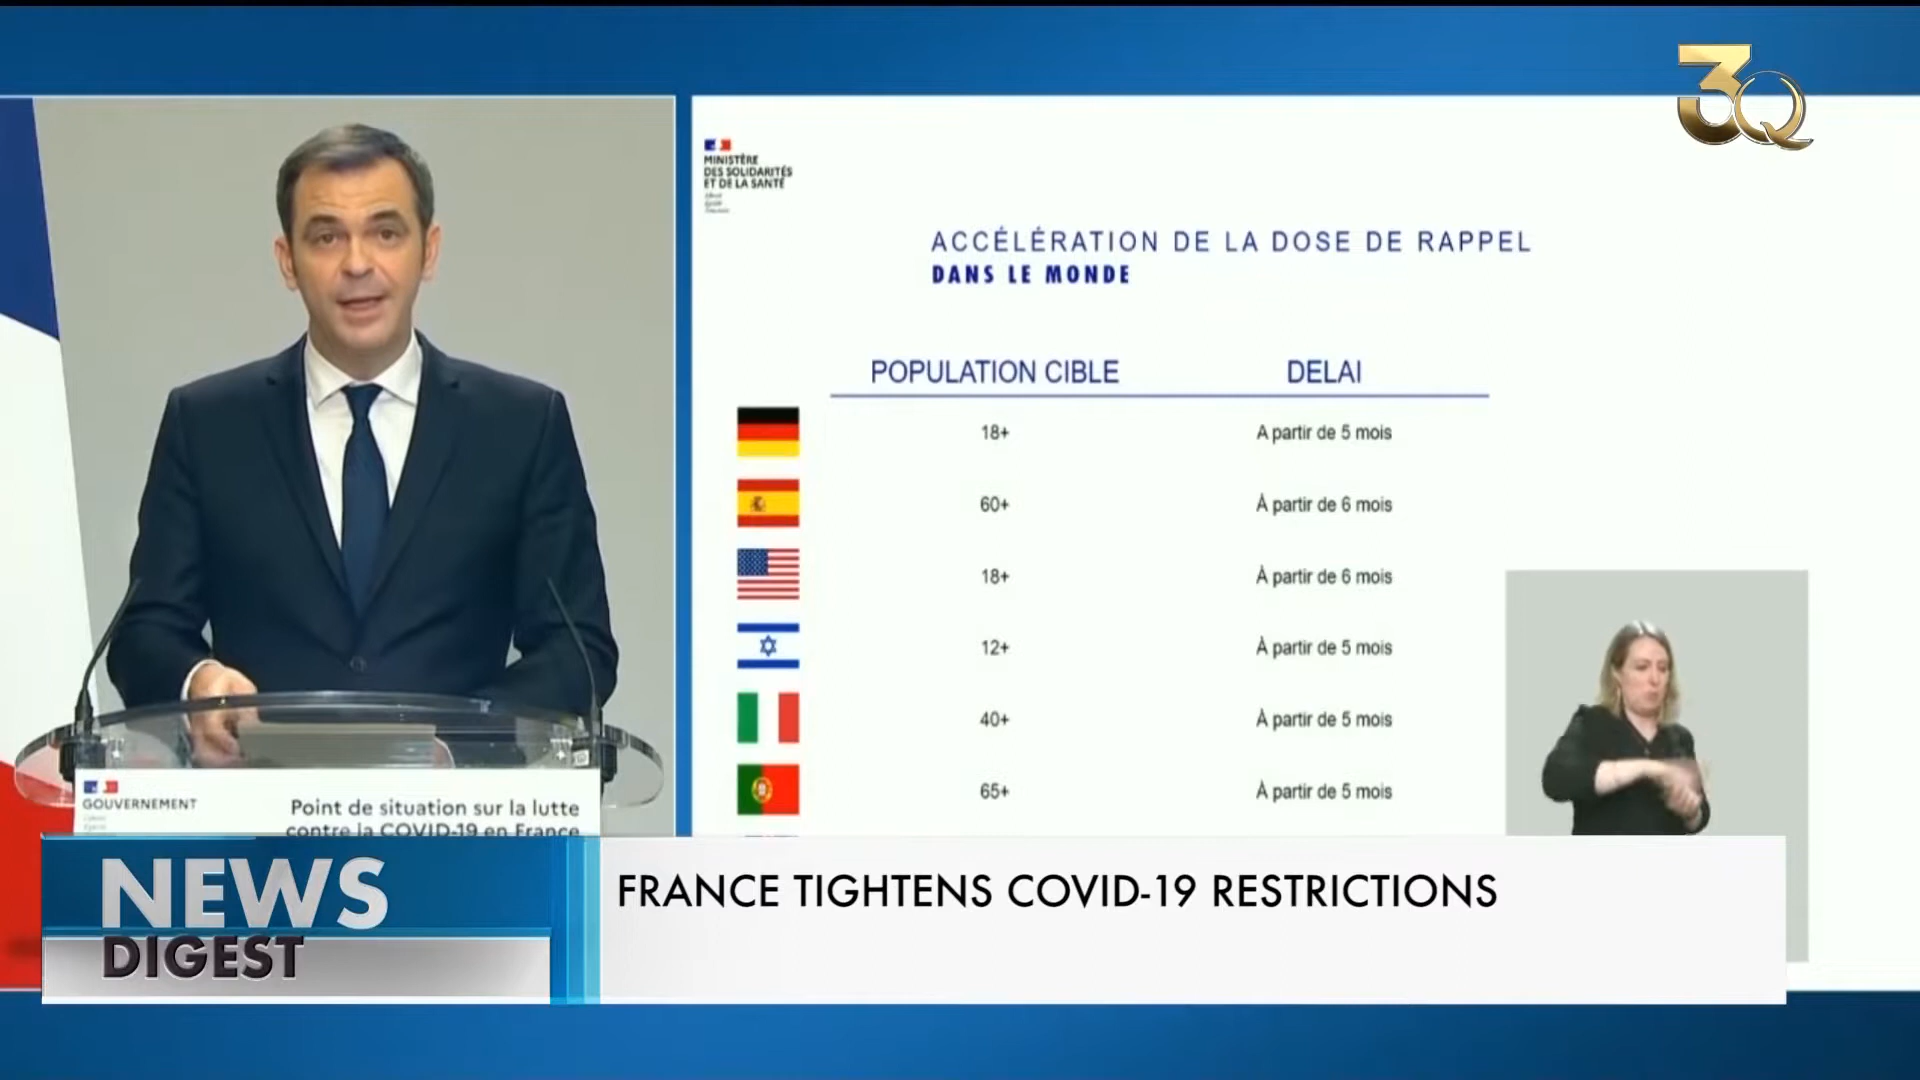 3Q
MINISTÈRE
DES SOLIDARITÉS
ET DE LA SANTÉ
ACCÉLÉRATION DE LA DOSE DE RAPPEL
DANS LE MONDE
POPULATION CIBLE DELAI
18+ A partir de 5 mois
60+ À partir de 6 mois
18+ À partir de 6 mois
12+ À partir de 5 mois
40+ À partir de 5 mois
65+ À partir de 5 mois
GOUVERNEMENT
Point de situation sur la lutte
contre la COVID-19 en France
NEWS
DIGEST
FRANCE TIGHTENS COVID-19 RESTRICTIONS